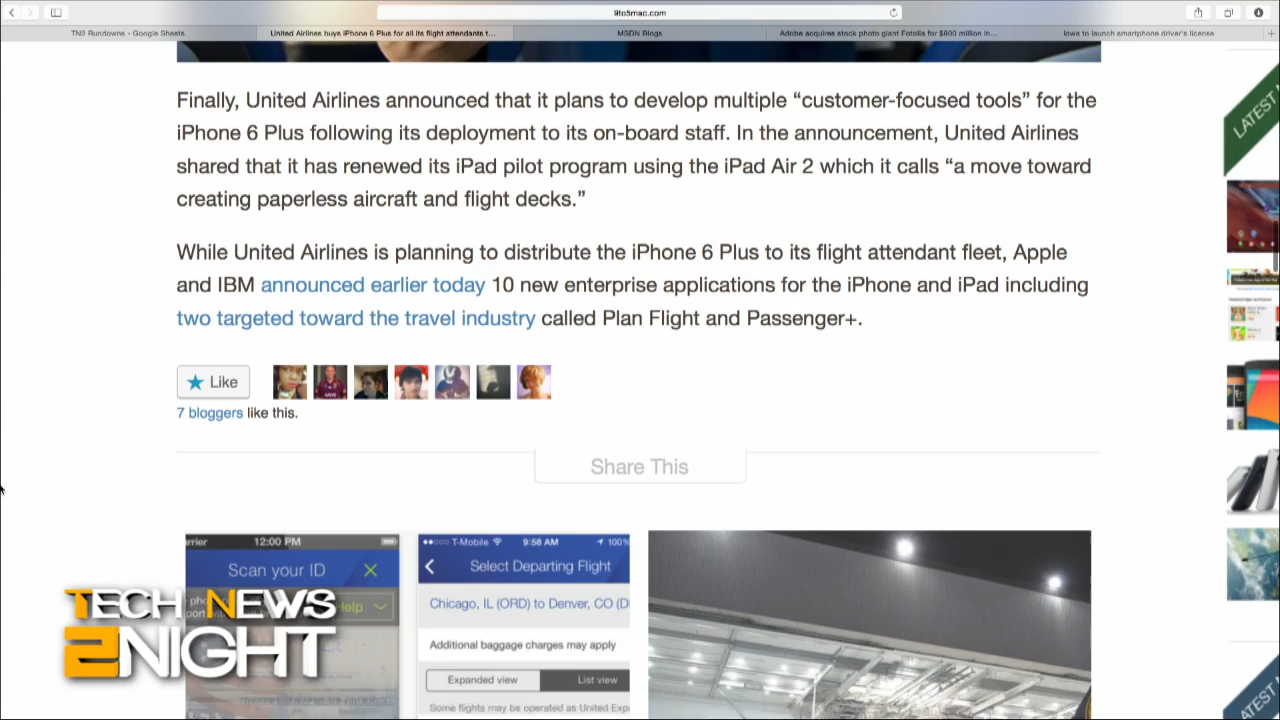 9to5mac.com
TN2 Rundowns - Google Sheets
United Airlines buys iPhone 6 Plus for all its flight attendants t...
MSDN Blogs
Adobe acquires stock photo giant Fotolia for $800 million in...
Iowa to launch smartphone driver's license
Finally, United Airlines announced that it plans to develop multiple “customer-focused tools” for the
iPhone 6 Plus following its deployment to its on-board staff. In the announcement, United Airlines
shared that it has renewed its iPad pilot program using the iPad Air 2 which it calls “a move toward
creating paperless aircraft and flight decks.”
While United Airlines is planning to distribute the iPhone 6 Plus to its flight attendant fleet, Apple
and IBM announced earlier today 10 new enterprise applications for the iPhone and iPad including
two targeted toward the travel industry called Plan Flight and Passenger+.
Like
7 bloggers like this.
Share This
rrier 12:00 PM
Scan your ID
Help
T-Mobile 9:58 AM 100%
Select Departing Flight
Chicago, IL (ORD) to Denver, CO (D
Additional baggage charges may apply
Expanded view List view
Some flights may be operated as United Exp
LATEST
ATEST
TECH NEWS
2NIGHT